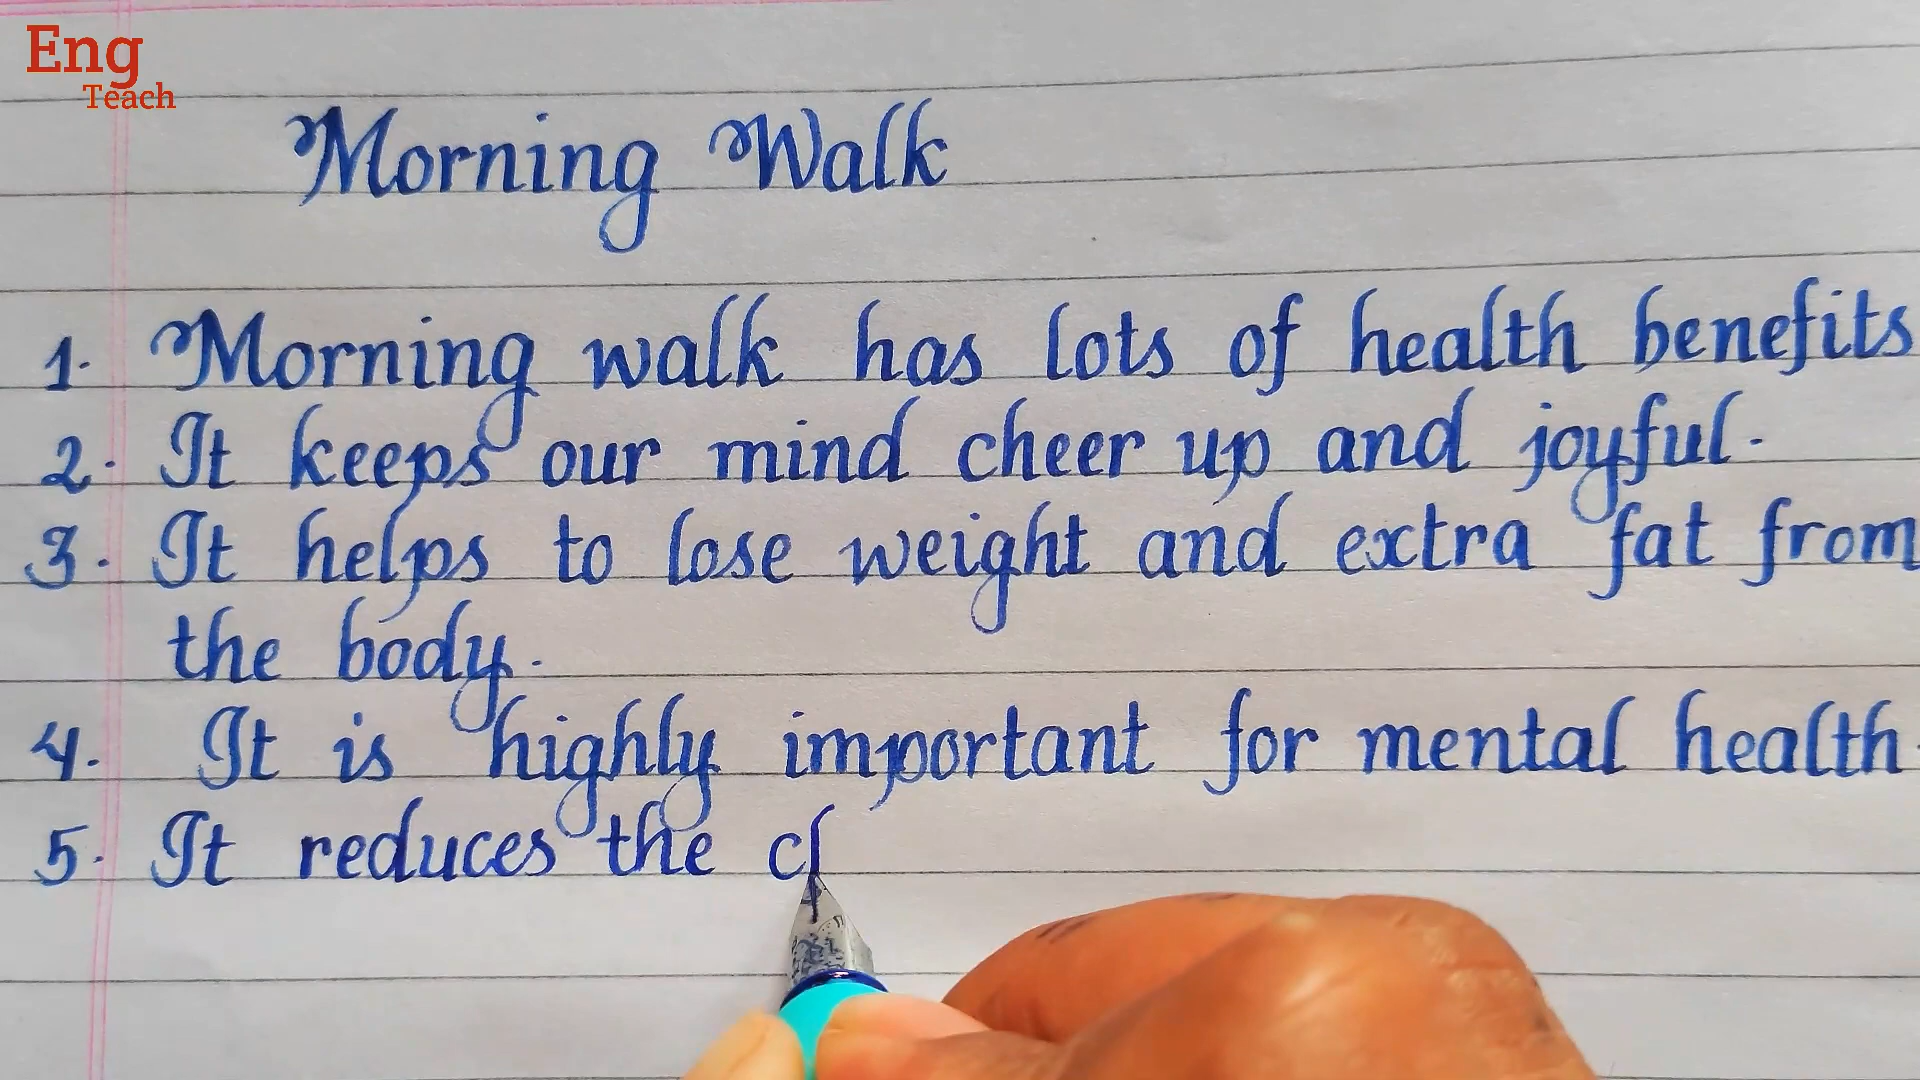 Eng
Teach
Morning Walk
1. Morning walk has lots of health benefits
2. It keeps our mind cheer up and joyful.
3. It helps to lose weight and extra fat from
the body.
4. It is highly important for mental health.
5. It reduces the